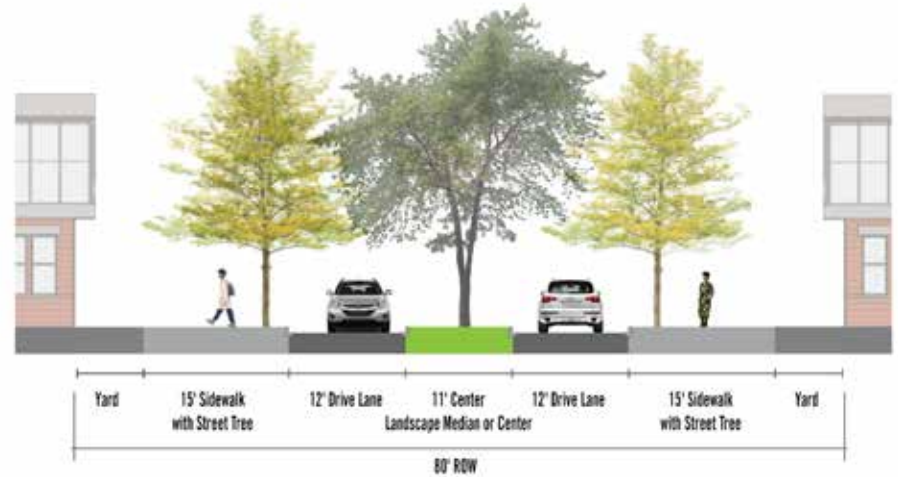 Yard
15' Sidewalk
with Street Tree
12' Drive Lane
11' Center
Landscape Median or Center
12' Drive Lane
15' Sidewalk
with Street Tree
Yard
80' ROW